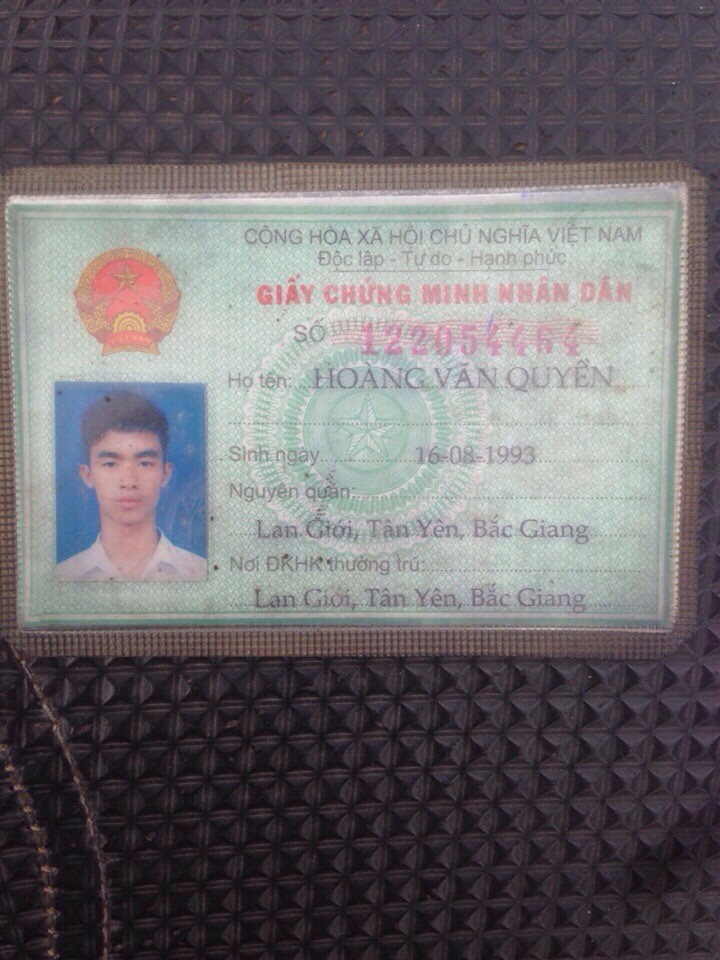 CỘNG HÒA XÃ HỘI CHỦ NGHĨA VIỆT NAM
Độc lập - Tự do - Hạnh phúc
GIẤY CHỨNG MINH NHÂN DÂN
SỐ 122054464
Họ tên: HOÀNG VĂN QUYỀN
Sinh ngày 16-08-1993
Nguyên quán:
Lan Giới, Tân Yên, Bắc Giang
Nơi ĐKHK thường trú:
Lan Giới, Tân Yên, Bắc Giang